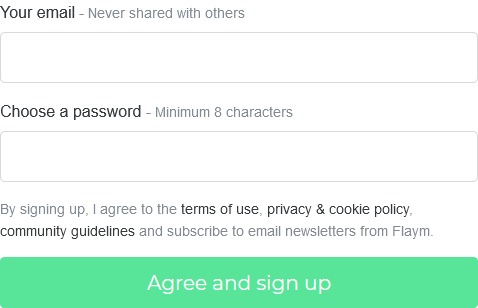 Your email - Never shared with others
Choose a password - Minimum 8 characters
By signing up, I agree to the terms of use, privacy & cookie policy,
community guidelines and subscribe to email newsletters from Flaym.
Agree and sign up